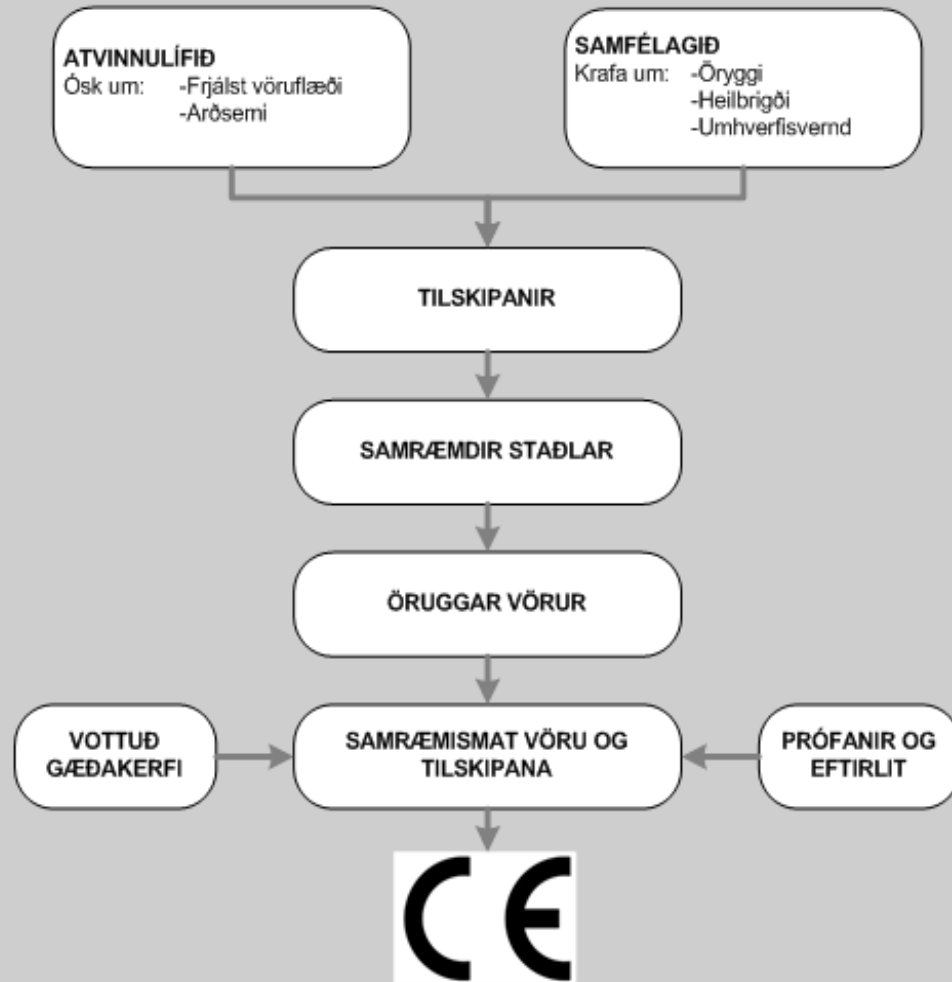 ATVINNULÍFIÐ
Ósk um: -Frjálst vöruflæði
-Arðsemi
SAMFÉLAGIÐ
Krafa um: -Öryggi
-Heilbrigði
-Umhverfisvernd
TILSKIPANIR
SAMRÆMDIR STAÐLAR
ÖRUGGAR VÖRUR
VOTTUÐ
GÆÐAKERFI
SAMRÆMISMAT VÖRU OG
TILSKIPANA
PRÓFANIR OG
EFTIRLIT
CE